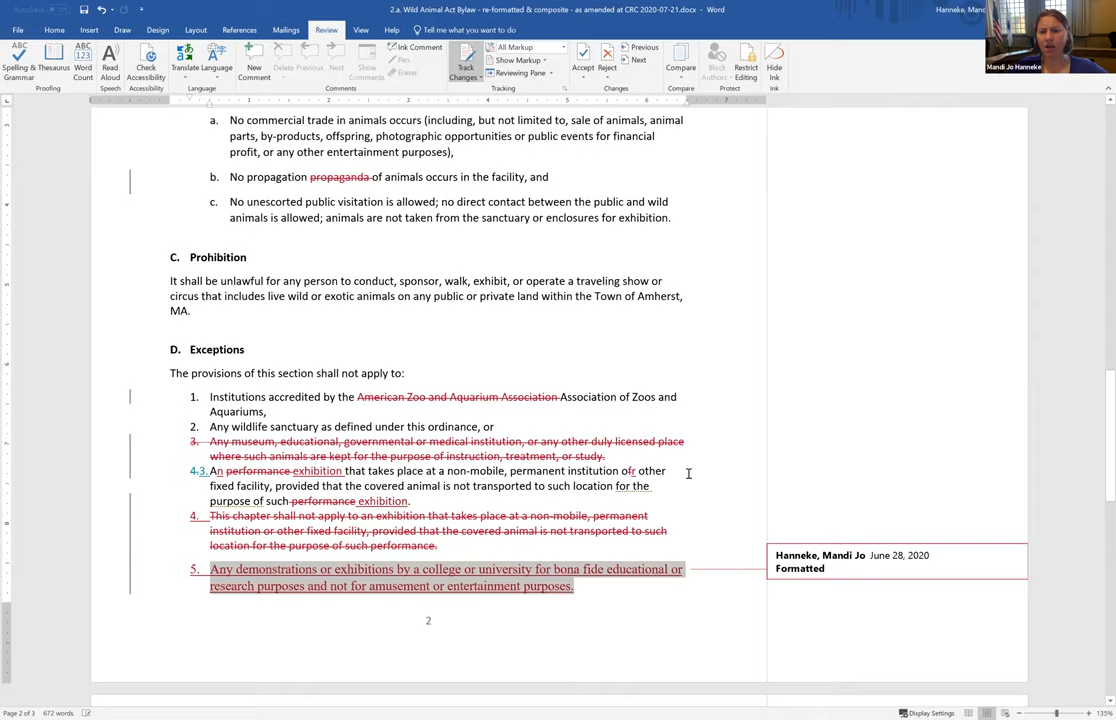 AutoSave
2.a. Wild Animal Act Bylaw - re-formatted & composite - as amended at CRC 2020-07-21.docx - Word
Hanneke, Mand
File Home Insert Draw Design Layout References Mailings Review View Help Tell me what you want to do
Spelling & Grammar
Thesaurus
Word Count
Read Aloud
Check Accessibility
Translate
Language
New Comment
Delete
Previous
Next
Show Comments
Ink Comment
Pen
Eraser
Track Changes
All Markup
Show Markup
Reviewing Pane
Accept
Reject
Previous
Next
Compare
Block Authors
Restrict Editing
Hide Ink
Proofing Speech Accessibility Language Comments Tracking Changes Compare Protect Ink
Mandi Jo Hanneke
a. No commercial trade in animals occurs (including, but not limited to, sale of animals, animal
parts, by-products, offspring, photographic opportunities or public events for financial
profit, or any other entertainment purposes),
b. No propagation propaganda of animals occurs in the facility, and
c. No unescorted public visitation is allowed; no direct contact between the public and wild
animals is allowed; animals are not taken from the sanctuary or enclosures for exhibition.
C. Prohibition
It shall be unlawful for any person to conduct, sponsor, walk, exhibit, or operate a traveling show or
circus that includes live wild or exotic animals on any public or private land within the Town of Amherst,
MA.
D. Exceptions
The provisions of this section shall not apply to:
1. Institutions accredited by the American Zoo and Aquarium Association Association of Zoos and
Aquariums,
2. Any wildlife sanctuary as defined under this ordinance, or
3. Any museum, educational, governmental or medical institution, or any other duly licensed place
where such animals are kept for the purpose of instruction, treatment, or study.
4.3. An performance exhibition that takes place at a non-mobile, permanent institution ofr other
fixed facility, provided that the covered animal is not transported to such location for the
purpose of such performance exhibition.
4. This chapter shall not apply to an exhibition that takes place at a non-mobile, permanent
institution or other fixed facility, provided that the covered animal is not transported to such
location for the purpose of such performance.
5. Any demonstrations or exhibitions by a college or university for bona fide educational or
research purposes and not for amusement or entertainment purposes.
Hanneke, Mandi Jo June 28, 2020
Formatted
2
Page 2 of 3 672 words
Display Settings
135%